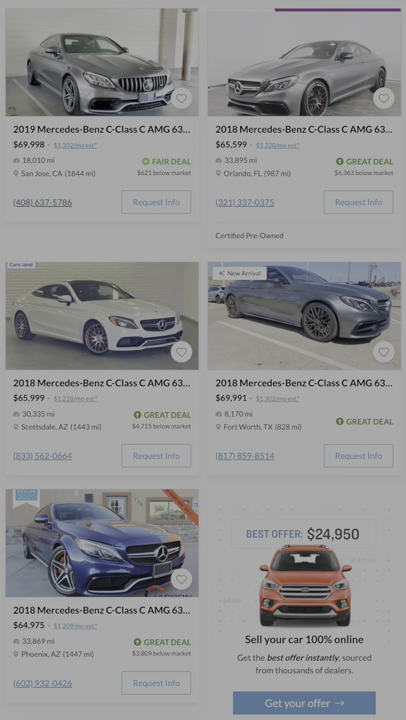 2019 Mercedes-Benz C-Class C AMG 63...
$69,998 · $1,302/mo est.*
18,010 mi
FAIR DEAL
San Jose, CA (1844 mi)
$621 below market
(408) 637-5786
Request Info
2018 Mercedes-Benz C-Class C AMG 63...
$65,599 · $1,220/mo est.*
33,895 mi
GREAT DEAL
Orlando, FL (987 mi)
$6,363 below market
(321) 337-0375
Request Info
Certified Pre-Owned
Cars land
2018 Mercedes-Benz C-Class C AMG 63...
$65,999 · $1,228/mo est.*
30,335 mi
GREAT DEAL
Scottsdale, AZ (1443 mi)
$4,715 below market
(833) 562-0664
Request Info
New Arrival
2018 Mercedes-Benz C-Class C AMG 63...
$69,991 · $1,302/mo est.*
8,170 mi
GREAT DEAL
Fort Worth, TX (828 mi)
(817) 859-8514
Request Info
2018 Mercedes-Benz C-Class C AMG 63...
$64,975 · $1,209/mo est.*
33,869 mi
GREAT DEAL
Phoenix, AZ (1447 mi)
$3,809 below market
(602) 932-0426
Request Info
BEST OFFER: $24,950
Sell your car 100% online
Get the best offer instantly, sourced
from thousands of dealers.
Get your offer →